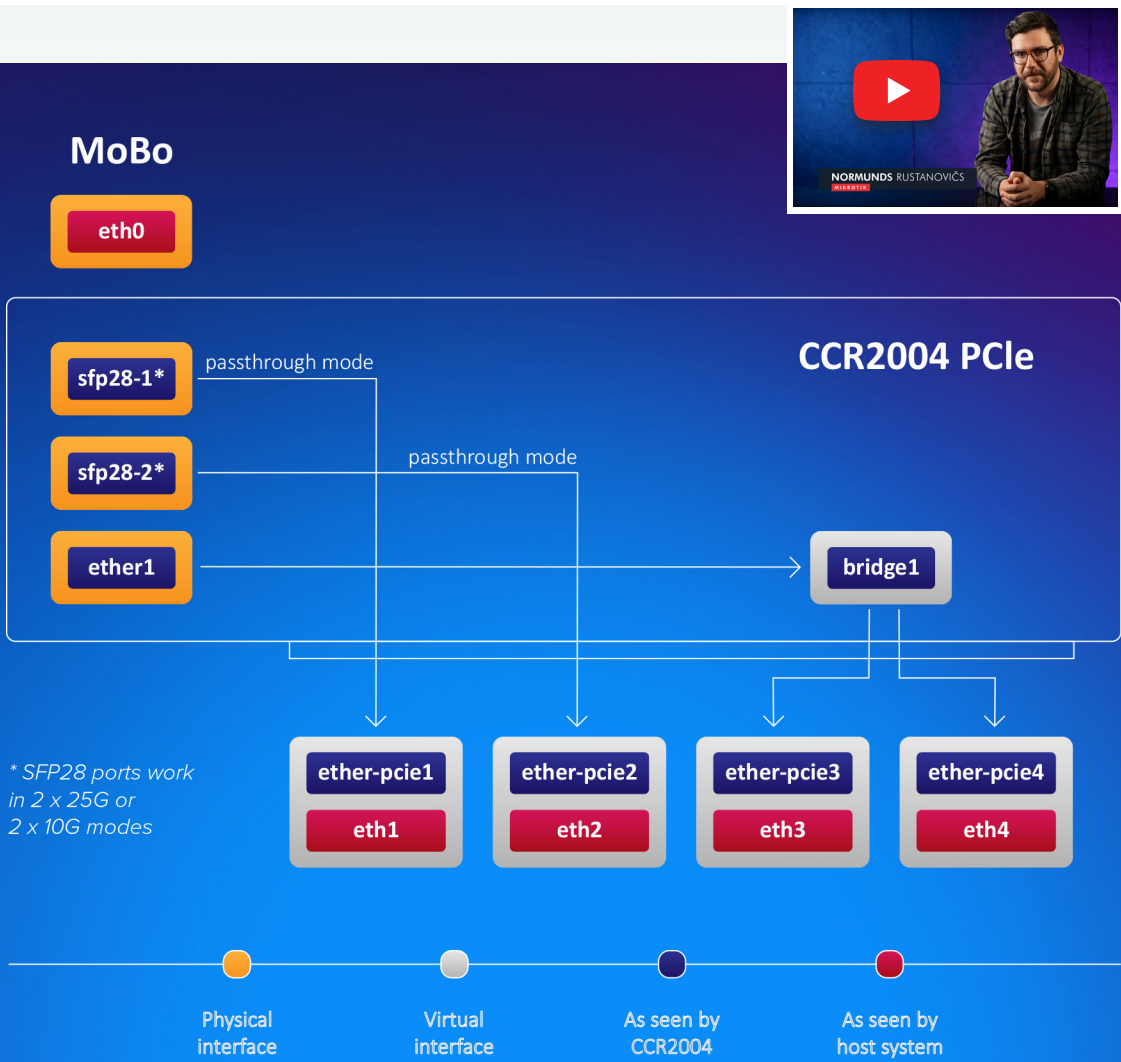 NORMUNDS RUSTANOVIČS
MIKROTIK
MoBo
eth0
CCR2004 PCle
sfp28-1*
passthrough mode
sfp28-2*
passthrough mode
ether1
bridge1
* SFP28 ports work
in 2 x 25G or
2 x 10G modes
ether-pcie1
eth1
ether-pcie2
eth2
ether-pcie3
eth3
ether-pcie4
eth4
Physical
interface
Virtual
interface
As seen by
CCR2004
As seen by
host system